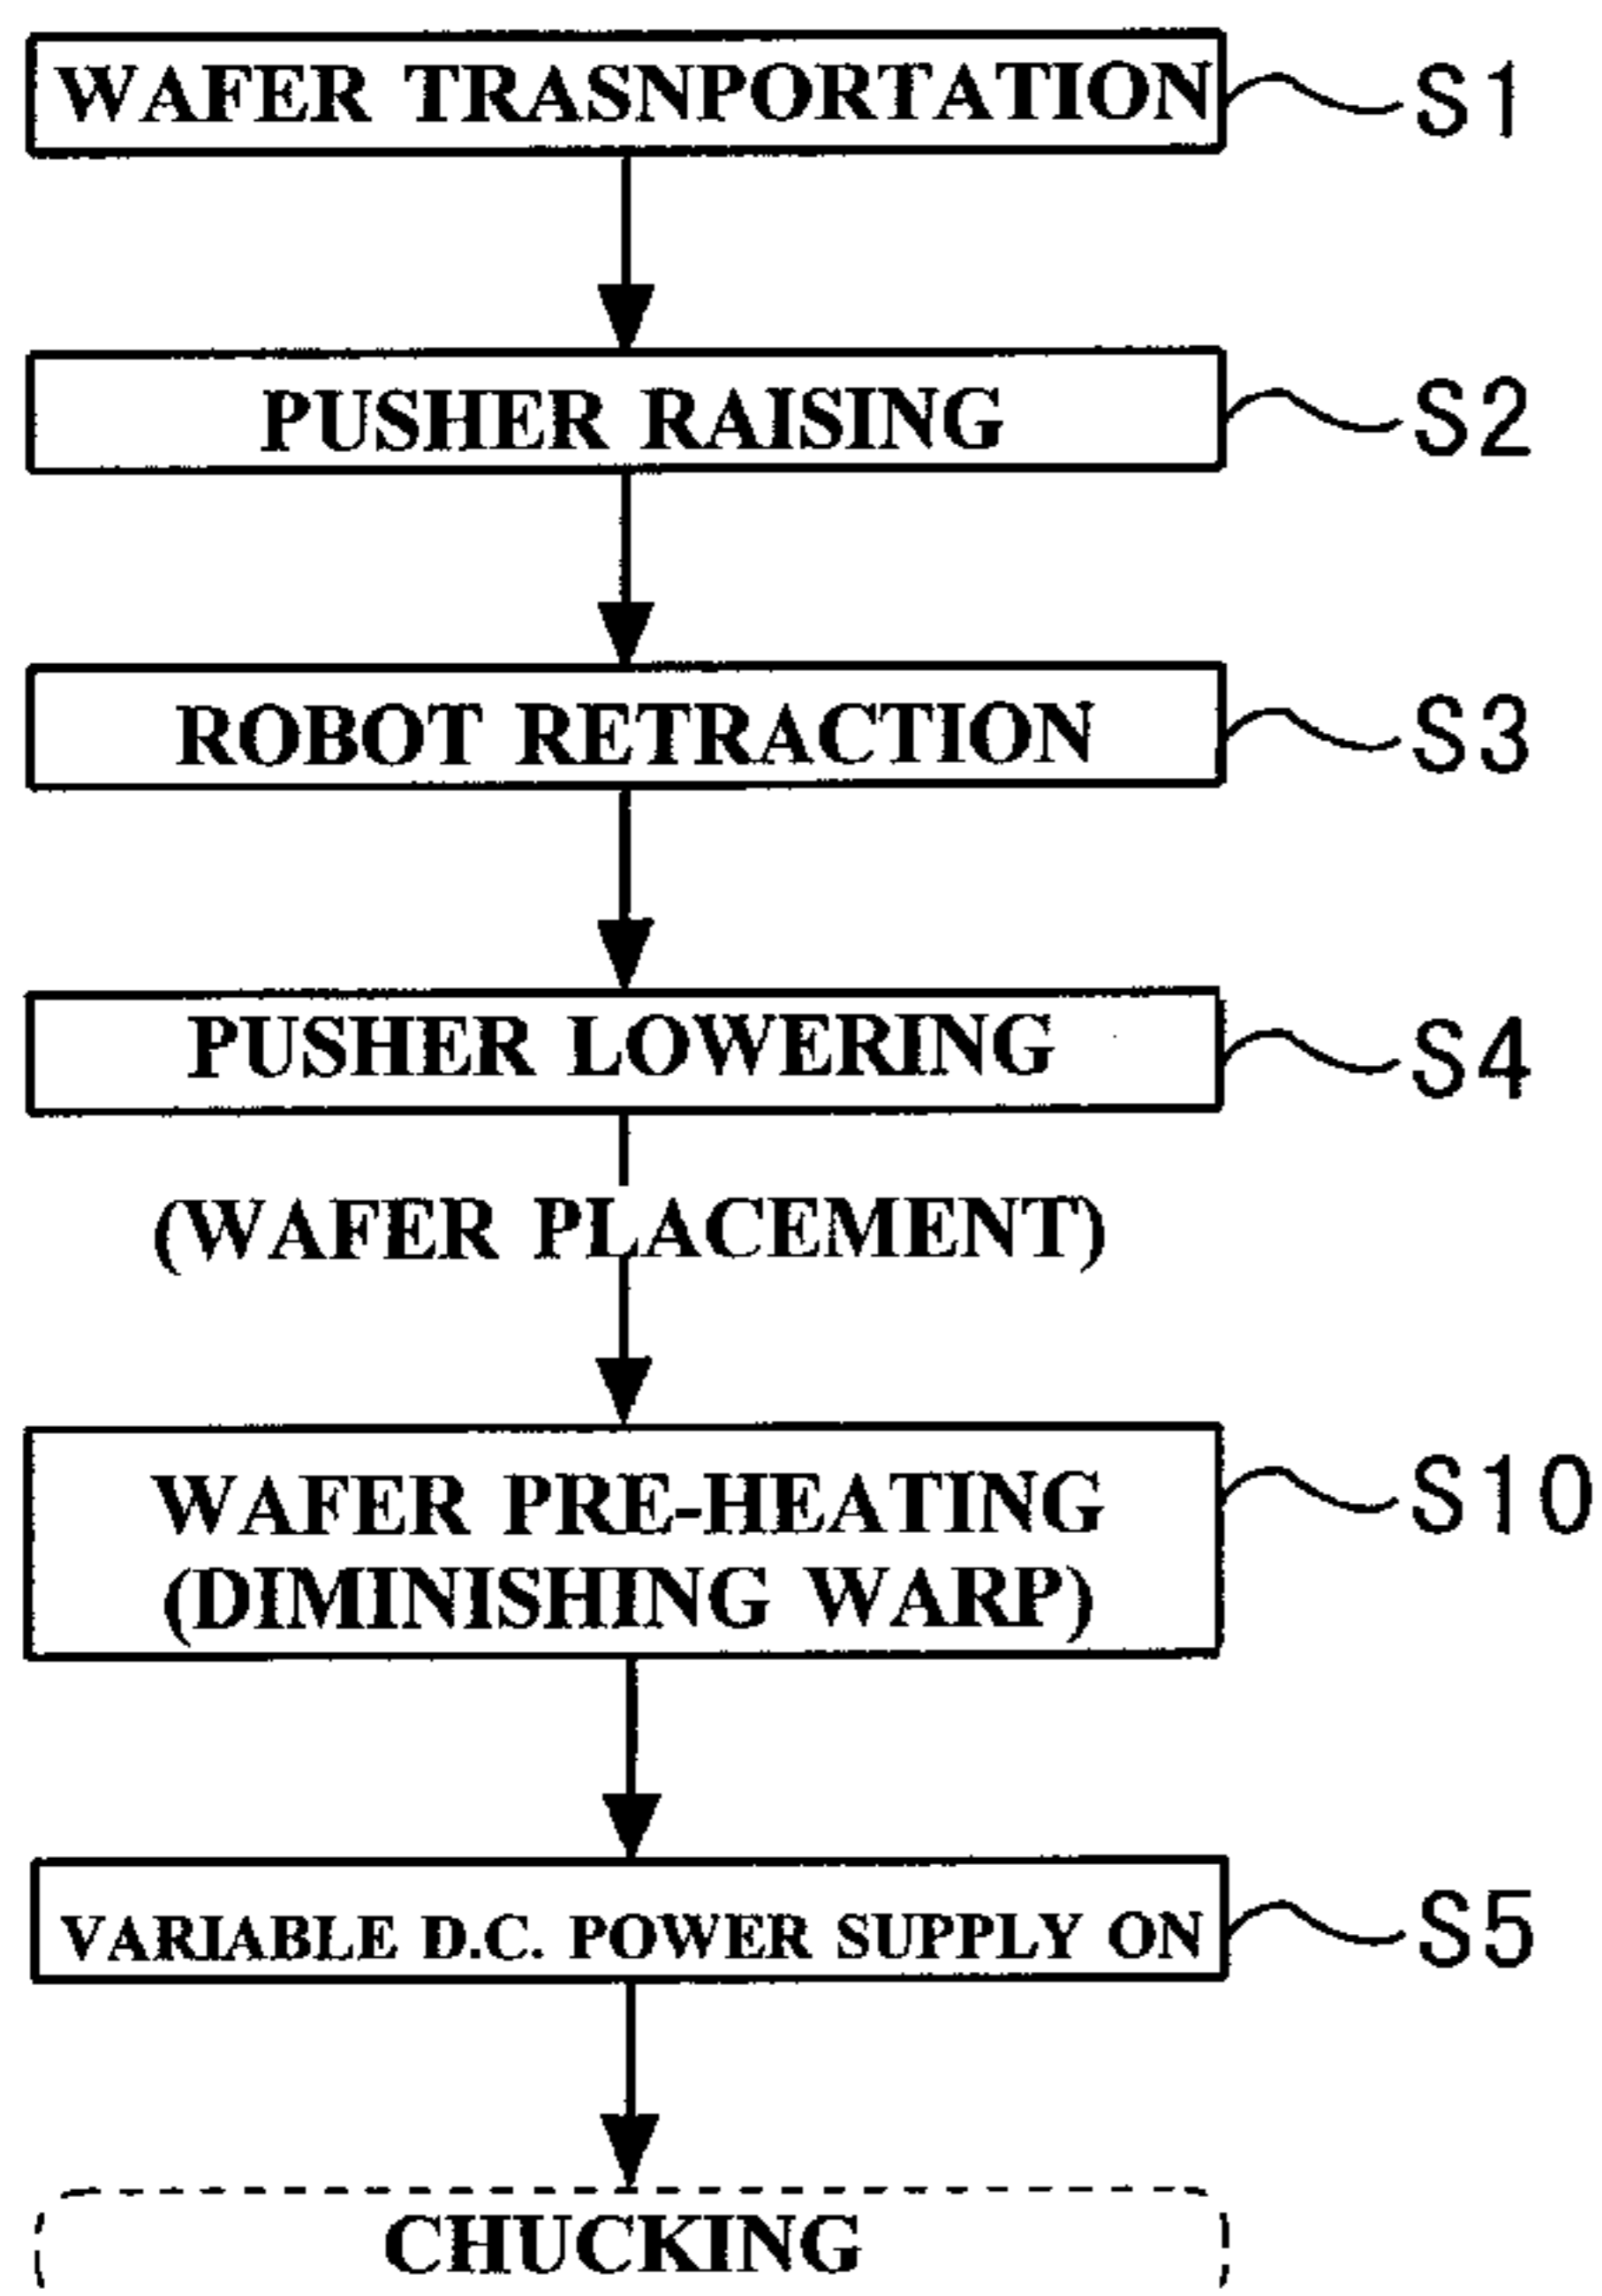 WAFER TRASNPORTATION S1
PUSHER RAISING S2
ROBOT RETRACTION S3
PUSHER LOWERING S4
(WAFER PLACEMENT)
WAFER PRE-HEATING S10
(DIMINISHING WARP)
VARIABLE D.C. POWER SUPPLY ON S5
CHUCKING